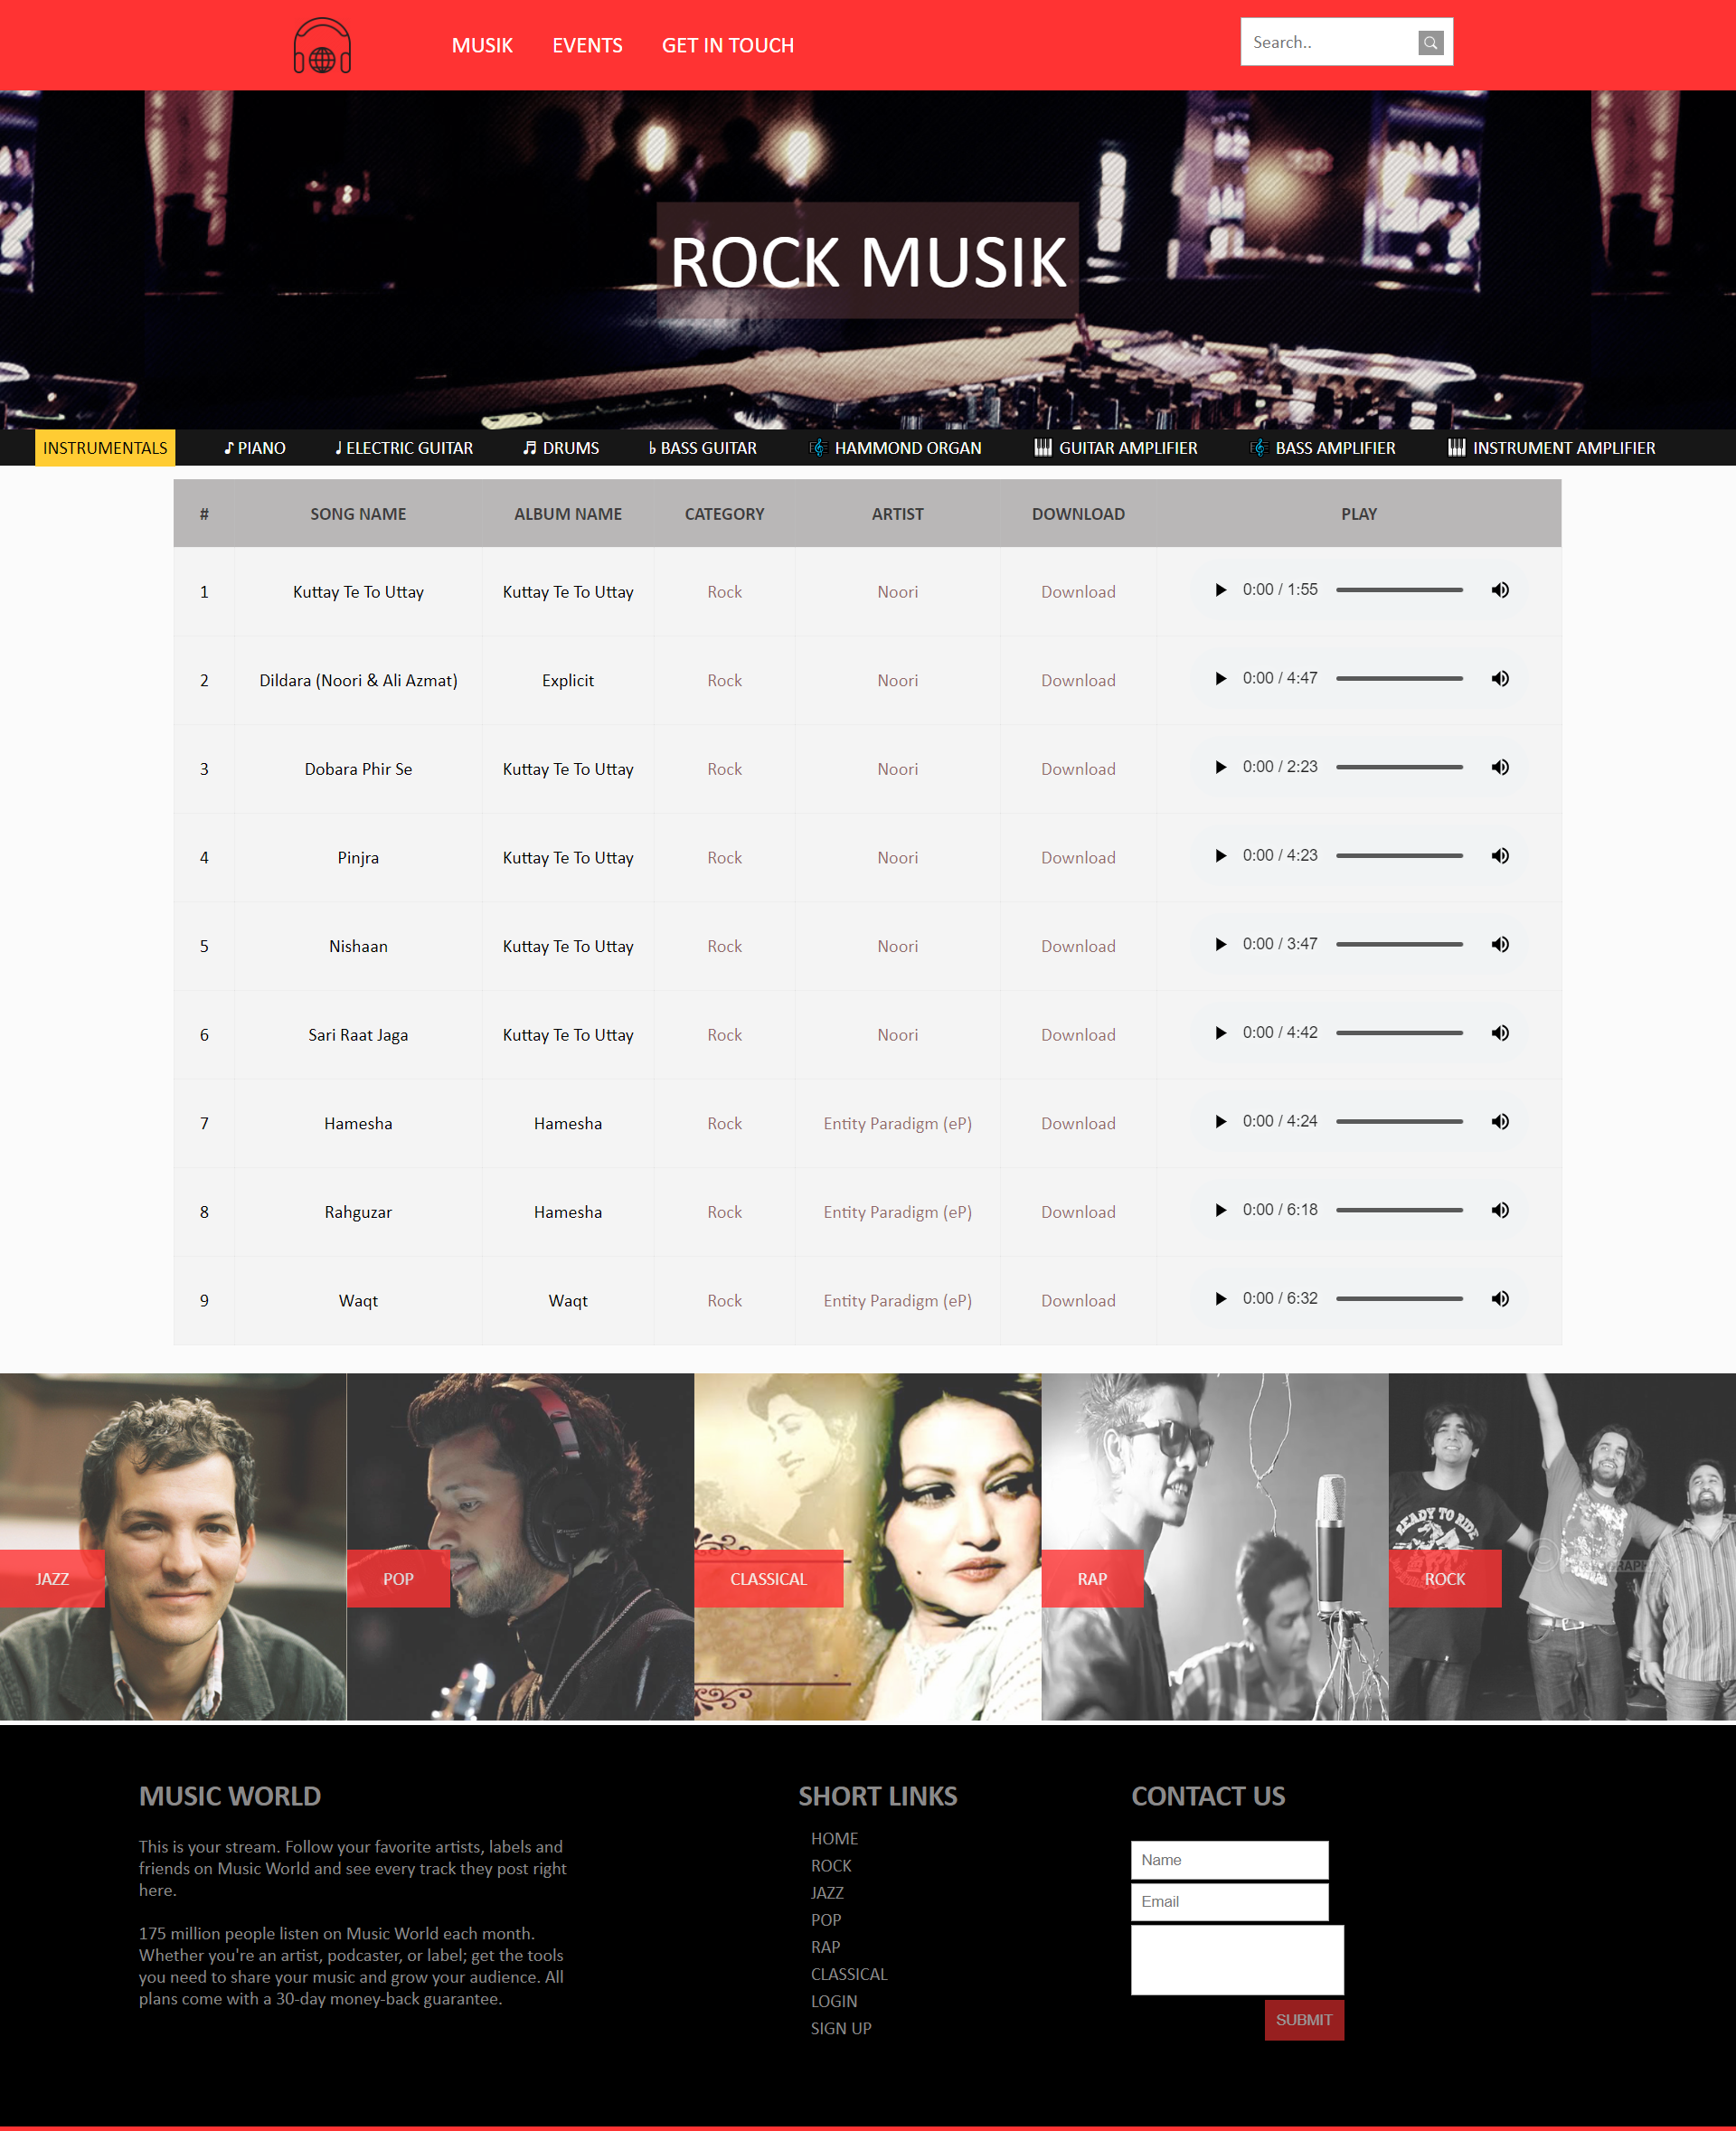 MUSIK EVENTS GET IN TOUCH Search..
ROCK MUSIK
INSTRUMENTALS PIANO ELECTRIC GUITAR DRUMS BASS GUITAR HAMMOND ORGAN GUITAR AMPLIFIER BASS AMPLIFIER INSTRUMENT AMPLIFIER
# SONG NAME ALBUM NAME CATEGORY ARTIST DOWNLOAD PLAY
1 Kuttay Te To Uttay Kuttay Te To Uttay Rock Noori Download 0:00 / 1:55
2 Dildara (Noori & Ali Azmat) Explicit Rock Noori Download 0:00 / 4:47
3 Dobara Phir Se Kuttay Te To Uttay Rock Noori Download 0:00 / 2:23
4 Pinjra Kuttay Te To Uttay Rock Noori Download 0:00 / 4:23
5 Nishaan Kuttay Te To Uttay Rock Noori Download 0:00 / 3:47
6 Sari Raat Jaga Kuttay Te To Uttay Rock Noori Download 0:00 / 4:42
7 Hamesha Hamesha Rock Entity Paradigm (eP) Download 0:00 / 4:24
8 Rahguzar Hamesha Rock Entity Paradigm (eP) Download 0:00 / 6:18
9 Waqt Waqt Rock Entity Paradigm (eP) Download 0:00 / 6:32
READY TO RIDE
JAZZ POP CLASSICAL RAP ROCK
MUSIC WORLD
This is your stream. Follow your favorite artists, labels and
friends on Music World and see every track they post right
here.
175 million people listen on Music World each month.
Whether you're an artist, podcaster, or label; get the tools
you need to share your music and grow your audience. All
plans come with a 30-day money-back guarantee.
SHORT LINKS
HOME
ROCK
JAZZ
POP
RAP
CLASSICAL
LOGIN
SIGN UP
CONTACT US
Name
Email
SUBMIT